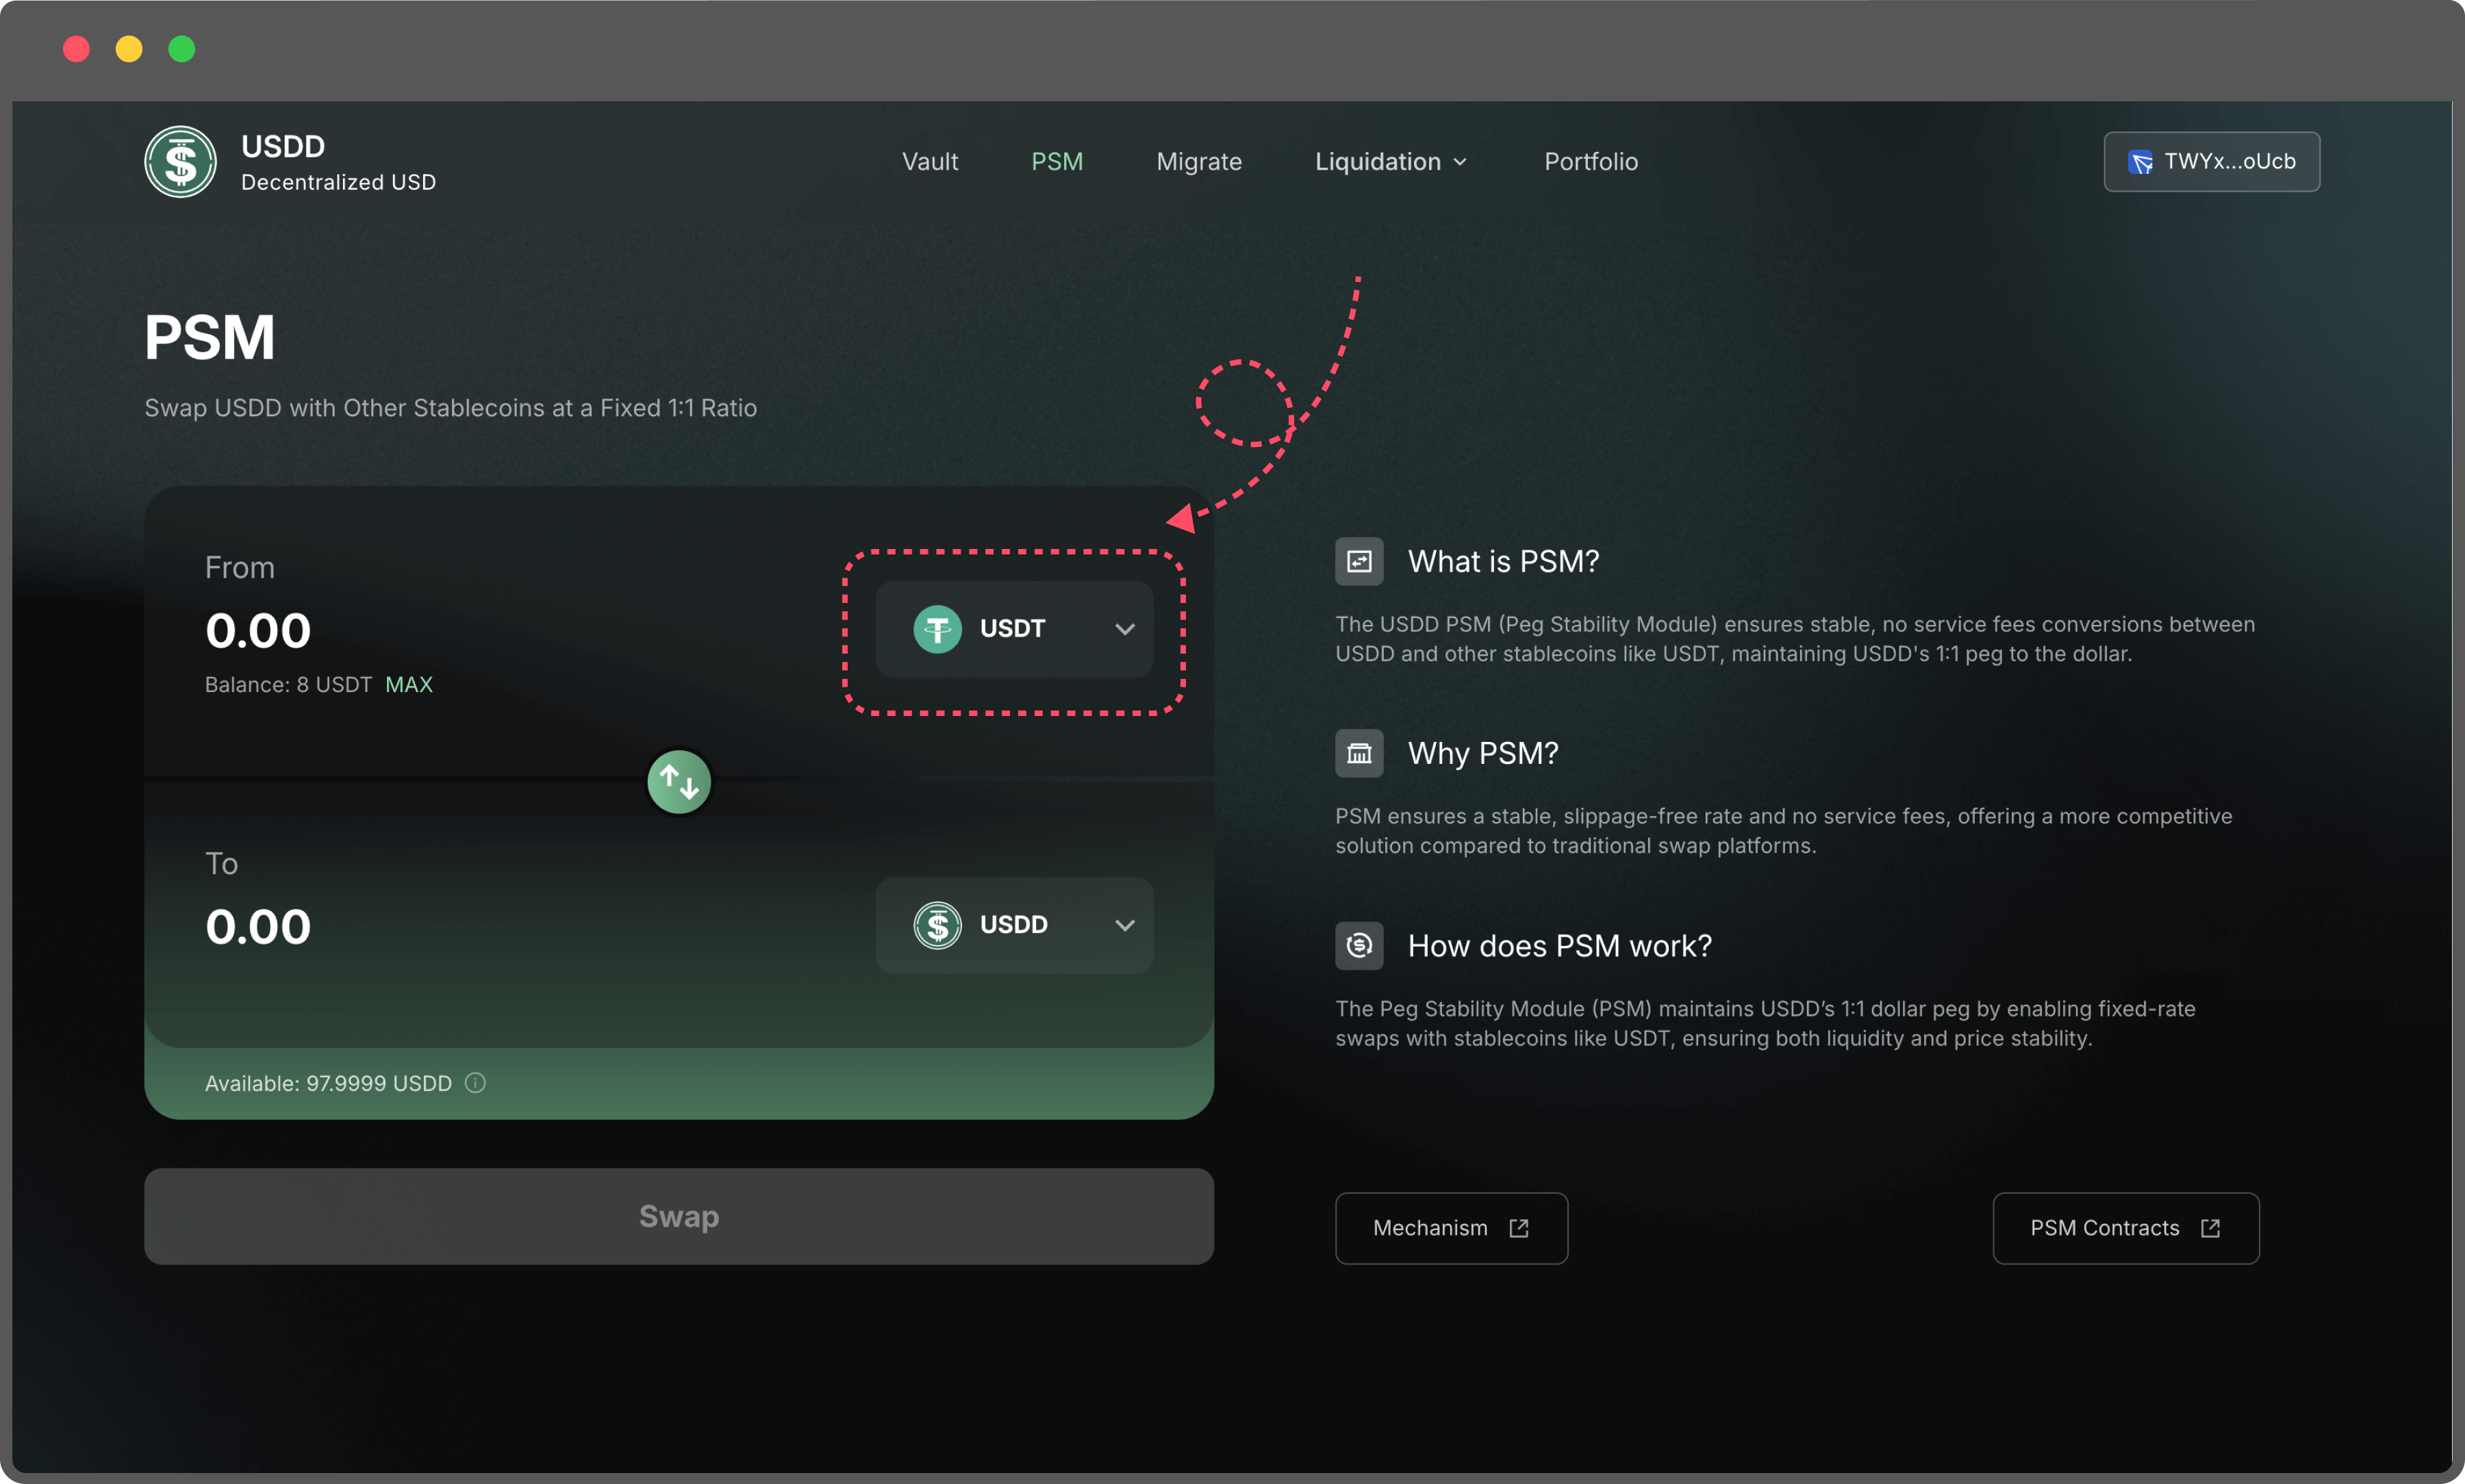 USDD
Decentralized USD
Vault
PSM
Migrate
Liquidation
Portfolio
TWYx...oUcb
PSM
Swap USDD with Other Stablecoins at a Fixed 1:1 Ratio
From
0.00
USDT
Balance: 8 USDT MAX
To
0.00
USDD
Available: 97.9999 USDD
Swap
What is PSM?
The USDD PSM (Peg Stability Module) ensures stable, no service fees conversions between
USDD and other stablecoins like USDT, maintaining USDD's 1:1 peg to the dollar.
Why PSM?
PSM ensures a stable, slippage-free rate and no service fees, offering a more competitive
solution compared to traditional swap platforms.
How does PSM work?
The Peg Stability Module (PSM) maintains USDD’s 1:1 dollar peg by enabling fixed-rate
swaps with stablecoins like USDT, ensuring both liquidity and price stability.
Mechanism
PSM Contracts